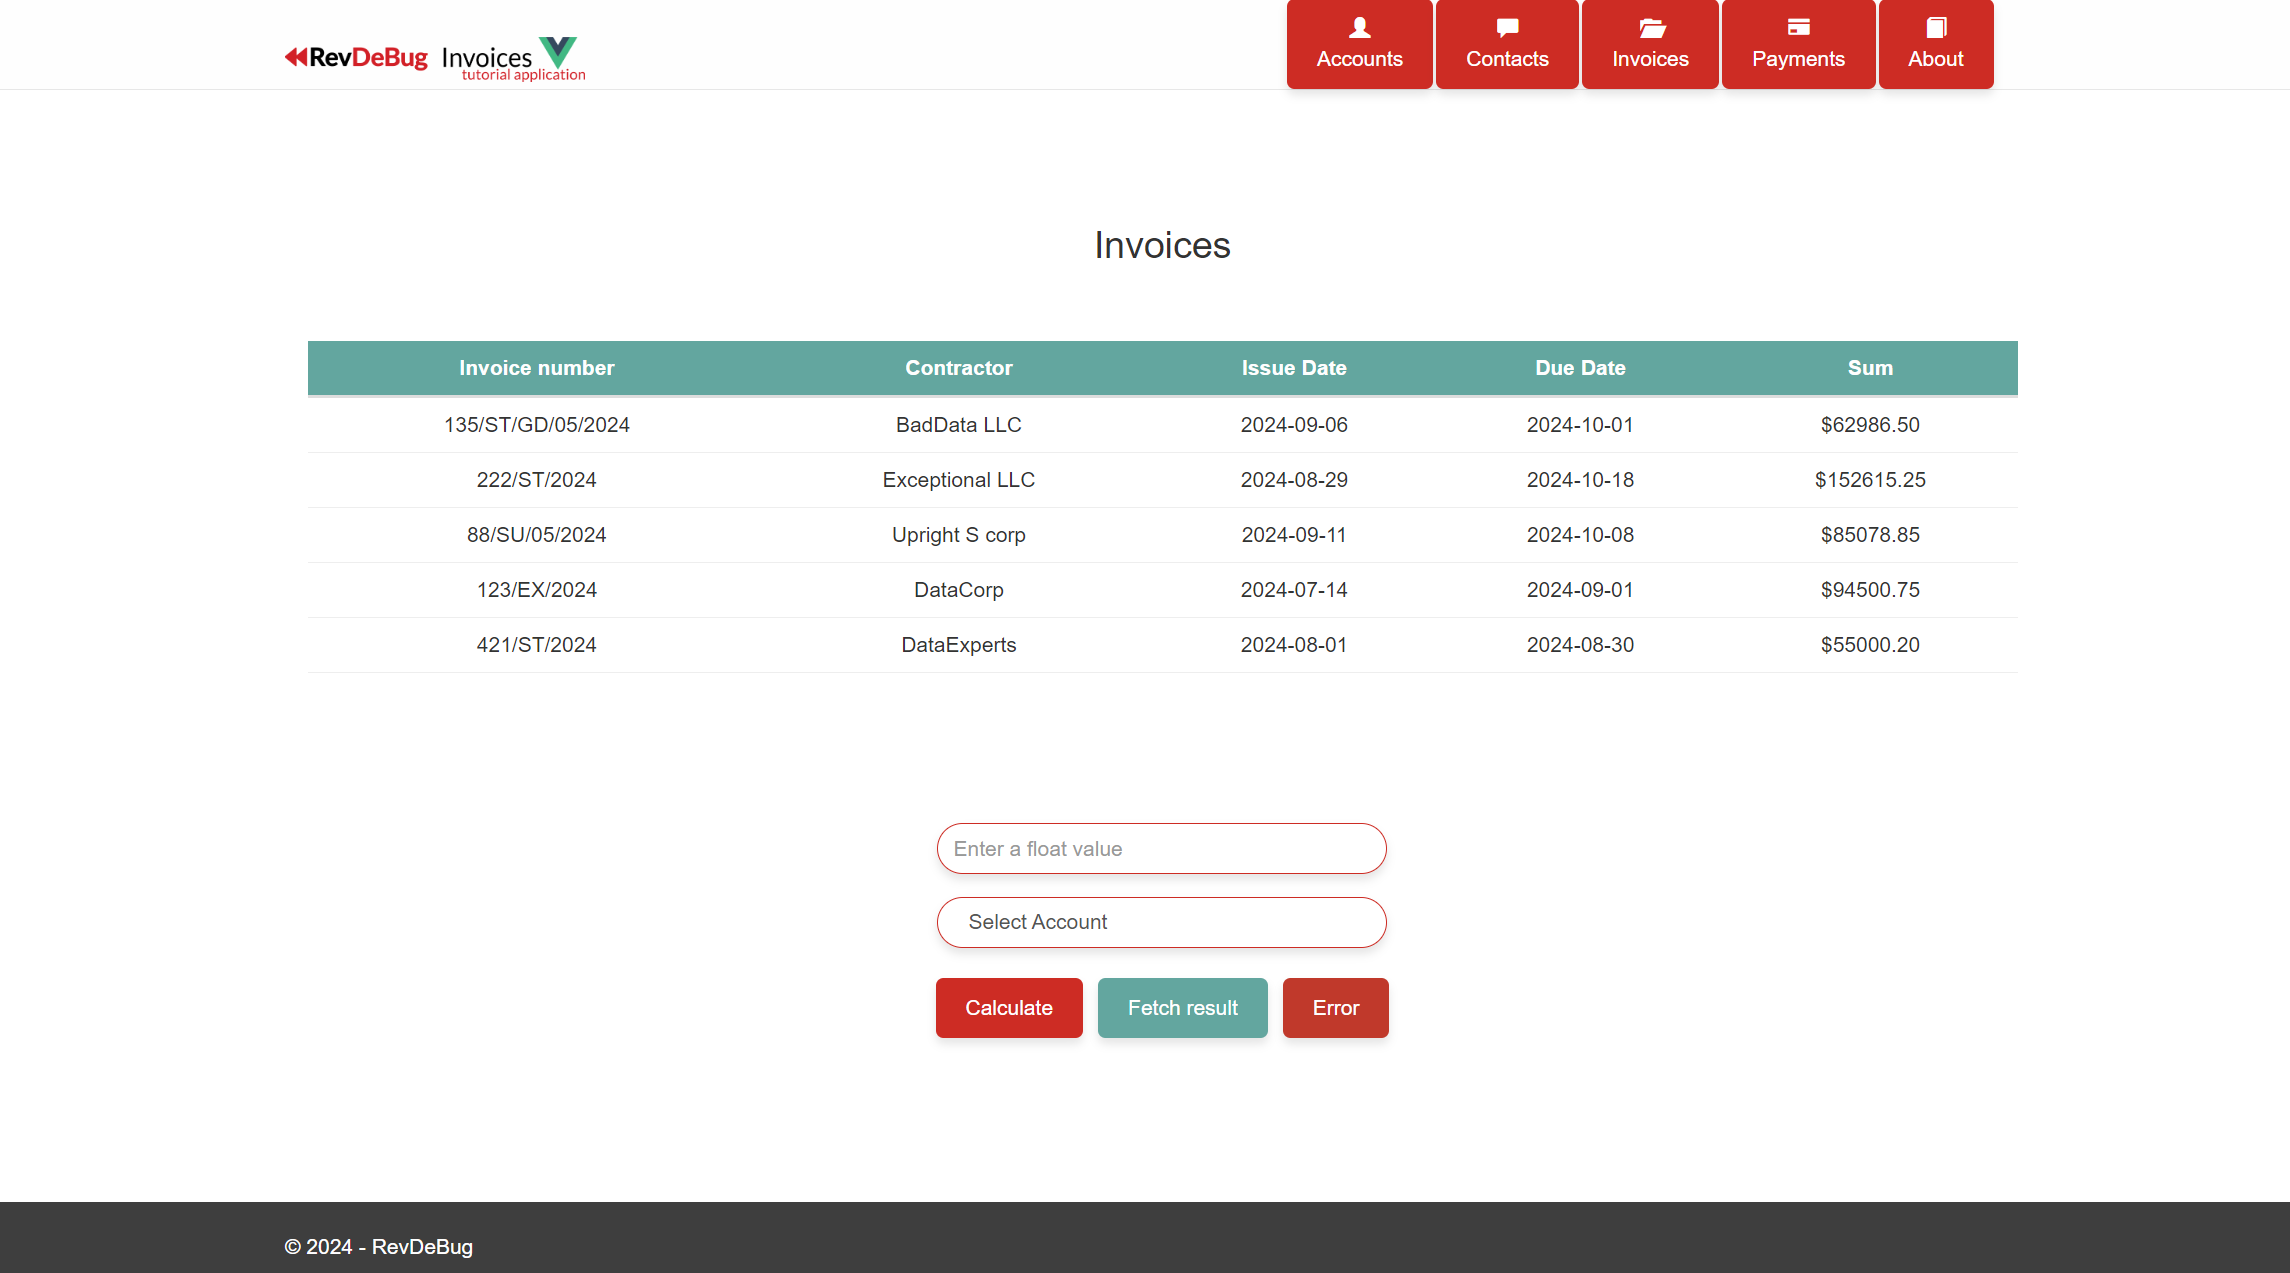 RevDeBug Invoices
tutorial application
Accounts
Contacts
Invoices
Payments
About
Invoices
Invoice number Contractor Issue Date Due Date Sum
135/ST/GD/05/2024 BadData LLC 2024-09-06 2024-10-01 $62986.50
222/ST/2024 Exceptional LLC 2024-08-29 2024-10-18 $152615.25
88/SU/05/2024 Upright S corp 2024-09-11 2024-10-08 $85078.85
123/EX/2024 DataCorp 2024-07-14 2024-09-01 $94500.75
421/ST/2024 DataExperts 2024-08-01 2024-08-30 $55000.20
Enter a float value
Select Account
Calculate Fetch result Error
© 2024 - RevDeBug